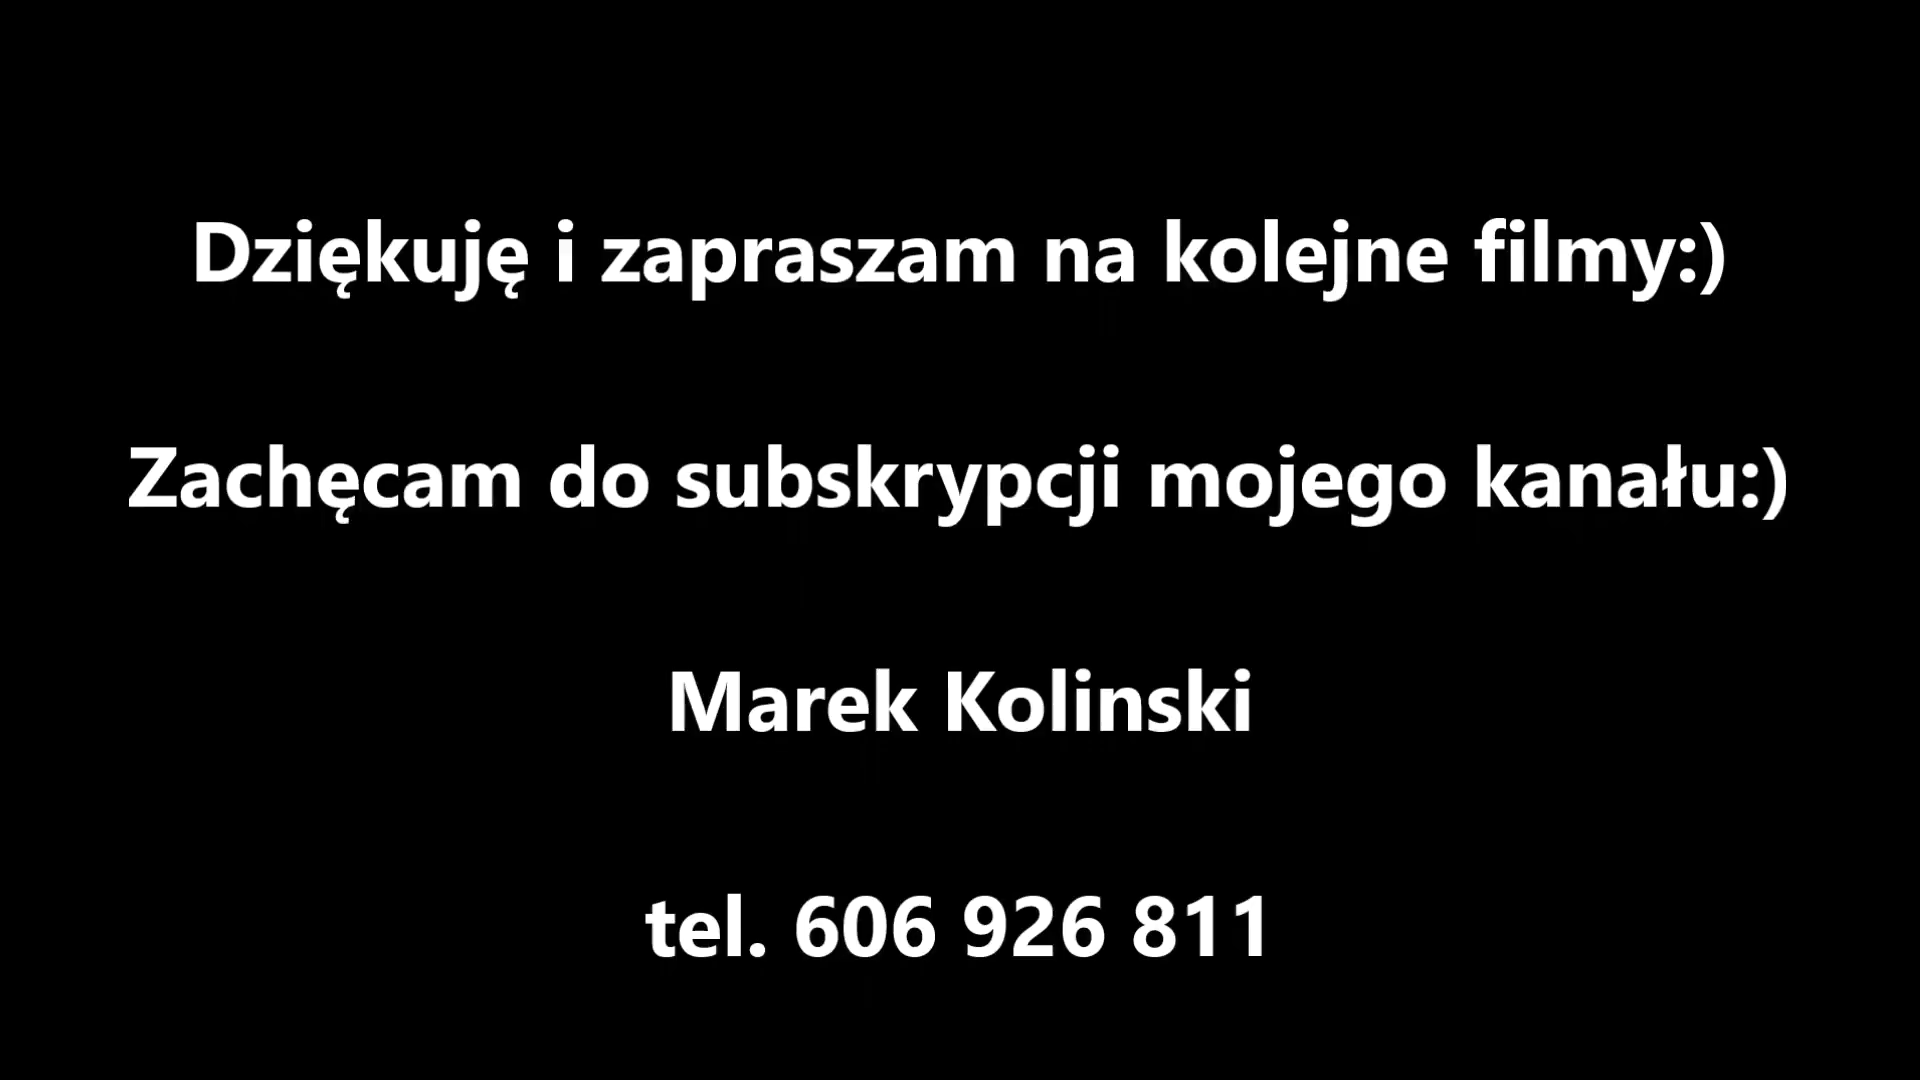 Dziękuję i zapraszam na kolejne filmy:)
Zachęcam do subskrypcji mojego kanału:)
Marek Kolinski
tel. 606 926 811